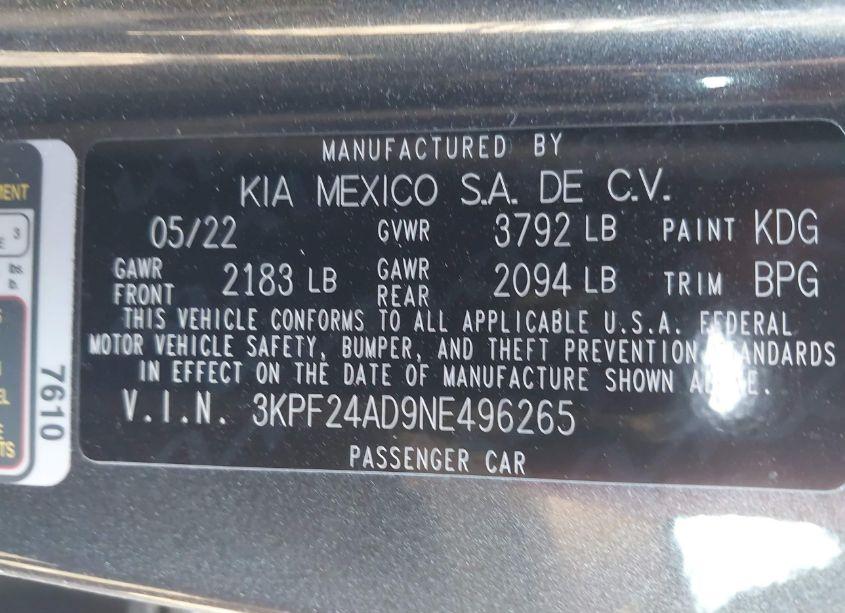 MANUFACTURED BY
KIA MEXICO S.A. DE C.V.
05/22 GVWR 3792 LB PAINT KDG
GAWR FRONT 2183 LB GAWR REAR 2094 LB TRIM BPG
THIS VEHICLE CONFORMS TO ALL APPLICABLE U.S.A. FEDERAL
MOTOR VEHICLE SAFETY, BUMPER, AND THEFT PREVENTION STANDARDS
IN EFFECT ON THE DATE OF MANUFACTURE SHOWN ABOVE.
V.I.N. 3KPF24AD9NE496265
PASSENGER CAR
7610